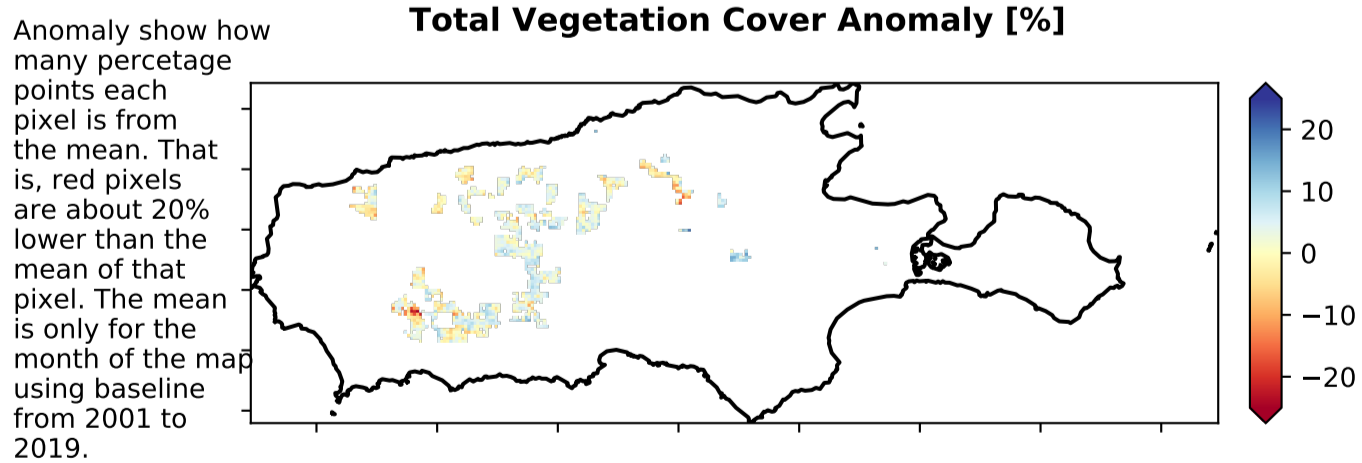 Total Vegetation Cover Anomaly [%]
Anomaly show how
many percetage
points each
pixel is from
the mean. That
is, red pixels
are about 20%
lower than the
mean of that
pixel. The mean
is only for the
month of the map
using baseline
from 2001 to
2019.
20
10
0
−10
−20